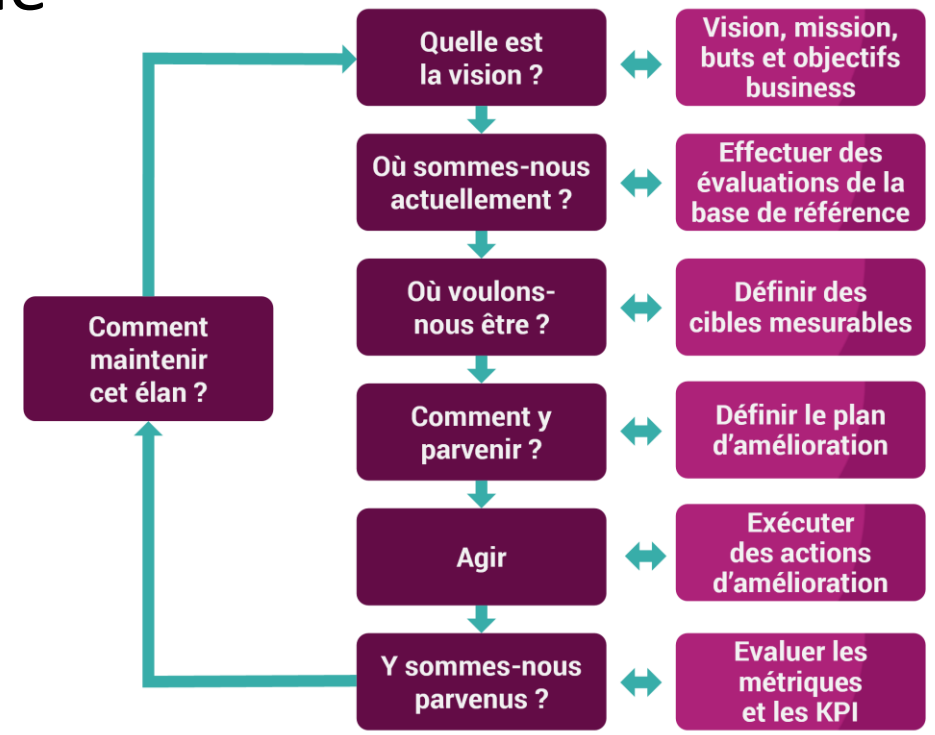 Quelle est
la vision ?
Vision, mission,
buts et objectifs
business
Où sommes-nous
actuellement ?
Effectuer des
évaluations de la
base de référence
Où voulons-
nous être ?
Définir des
cibles mesurables
Comment
maintenir
cet élan ?
Comment y
parvenir ?
Définir le plan
d'amélioration
Agir
Exécuter
des actions
d'amélioration
Y sommes-nous
parvenus ?
Evaluer les
métriques
et les KPI